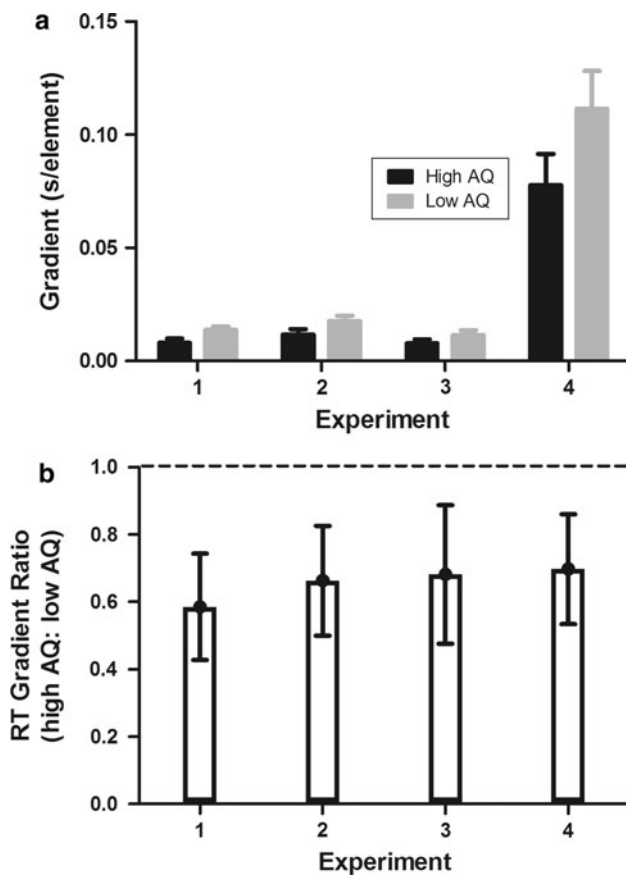 a
Gradient (s/element)
0.15
0.10
0.05
0.00
High AQ
Low AQ
1 2 3 4
Experiment
b
RT Gradient Ratio
(high AQ: low AQ)
1.0
0.8
0.6
0.4
0.2
0.0
1 2 3 4
Experiment